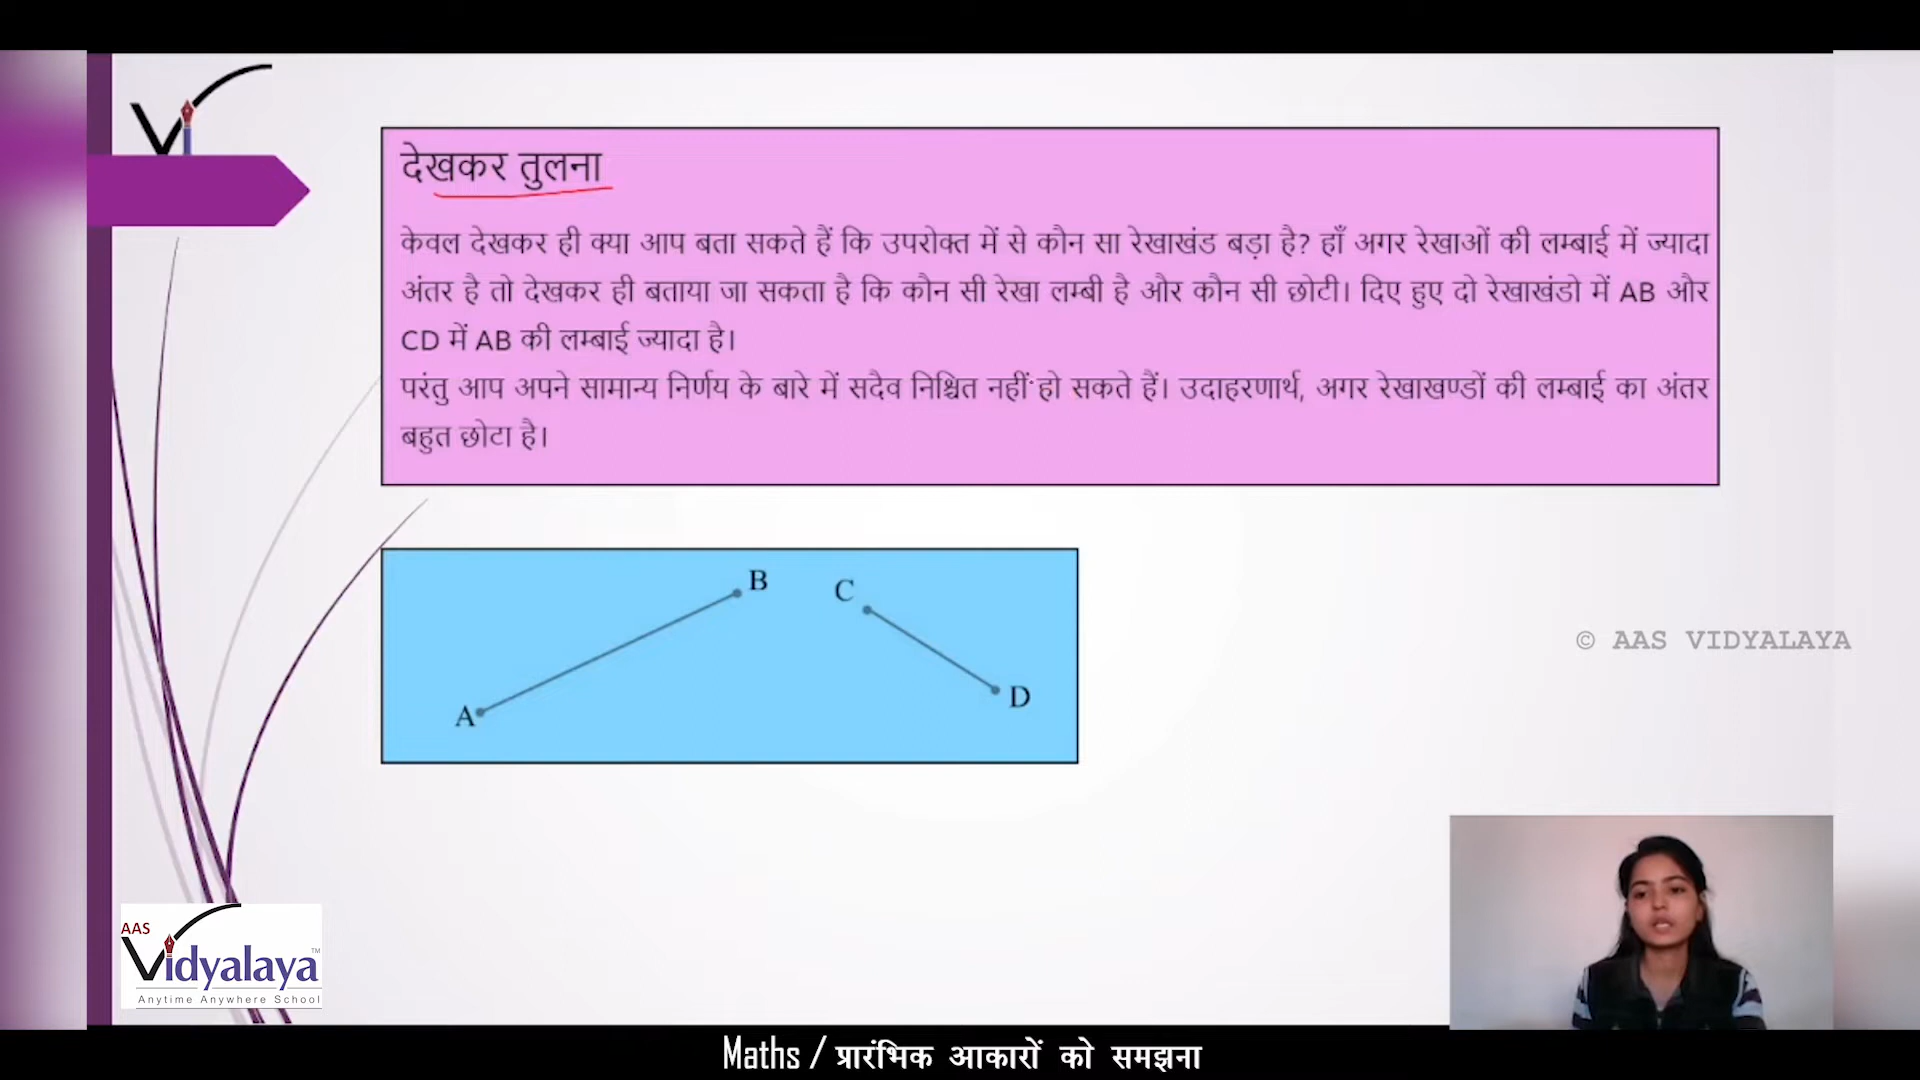 देखकर तुलना
केवल देखकर ही क्या आप बता सकते हैं कि उपरोक्त में से कौन सा रेखाखंड बड़ा है? हाँ अगर रेखाओं की लम्बाई में ज्यादा
अंतर है तो देखकर ही बताया जा सकता है कि कौन सी रेखा लम्बी है और कौन सी छोटी। दिए हुए दो रेखाखंडो में AB और
CD में AB की लम्बाई ज्यादा है।
परंतु आप अपने सामान्य निर्णय के बारे में सदैव निश्चित नहीं हो सकते हैं। उदाहरणार्थ, अगर रेखाखण्डों की लम्बाई का अंतर
बहुत छोटा है।
B
C
A
D
© AAS VIDYALAYA
AAS
Vidyalaya™
Anytime Anywhere School
Maths / प्रारंभिक आकारों को समझना